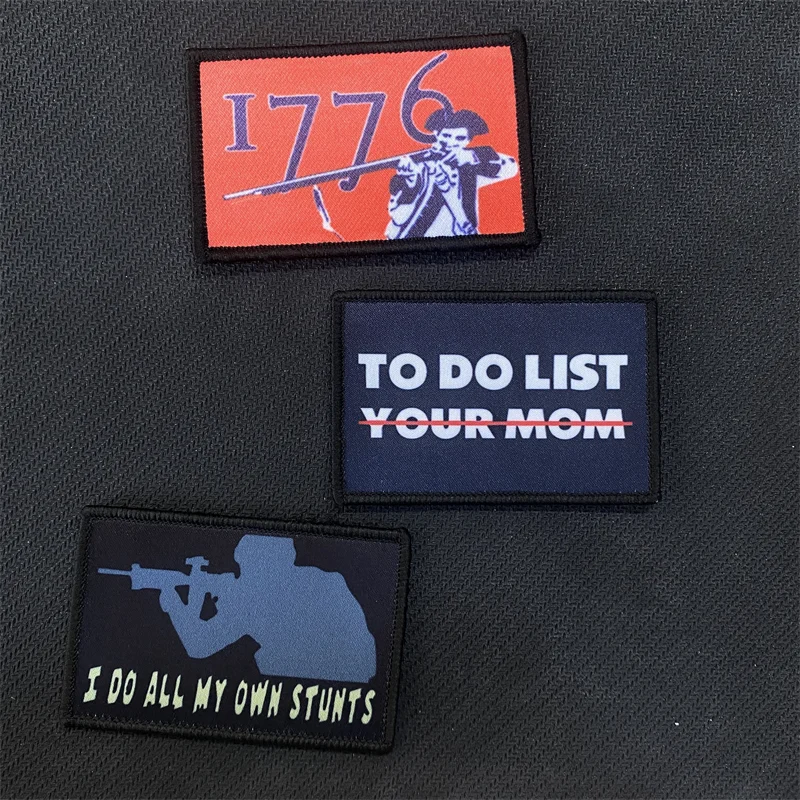 1776
TO DO LIST
YOUR MOM
I DO ALL MY OWN STUNTS